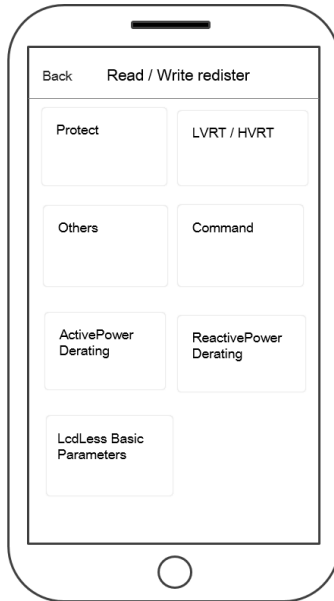 Back Read / Write redister
Protect
LVRT / HVRT
Others
Command
ActivePower
Derating
ReactivePower
Derating
LcdLess Basic
Parameters